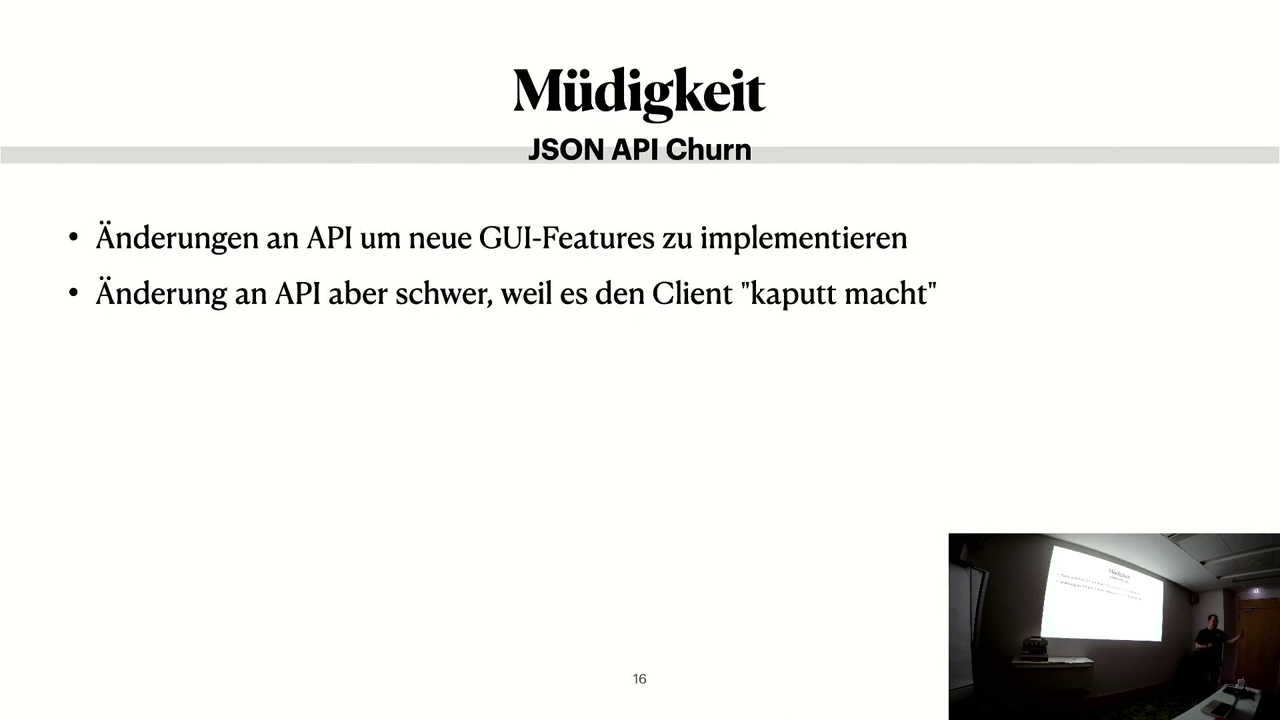 Müdigkeit
JSON API Churn
• Änderungen an API um neue GUI-Features zu implementieren
• Änderung an API aber schwer, weil es den Client "kaputt macht"
16